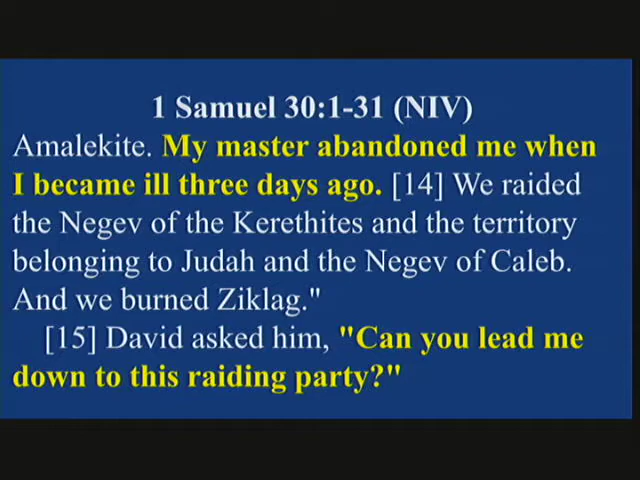 1 Samuel 30:1-31 (NIV)
Amalekite. My master abandoned me when
I became ill three days ago. [14] We raided
the Negev of the Kerethites and the territory
belonging to Judah and the Negev of Caleb.
And we burned Ziklag."
[15] David asked him, "Can you lead me
down to this raiding party?"